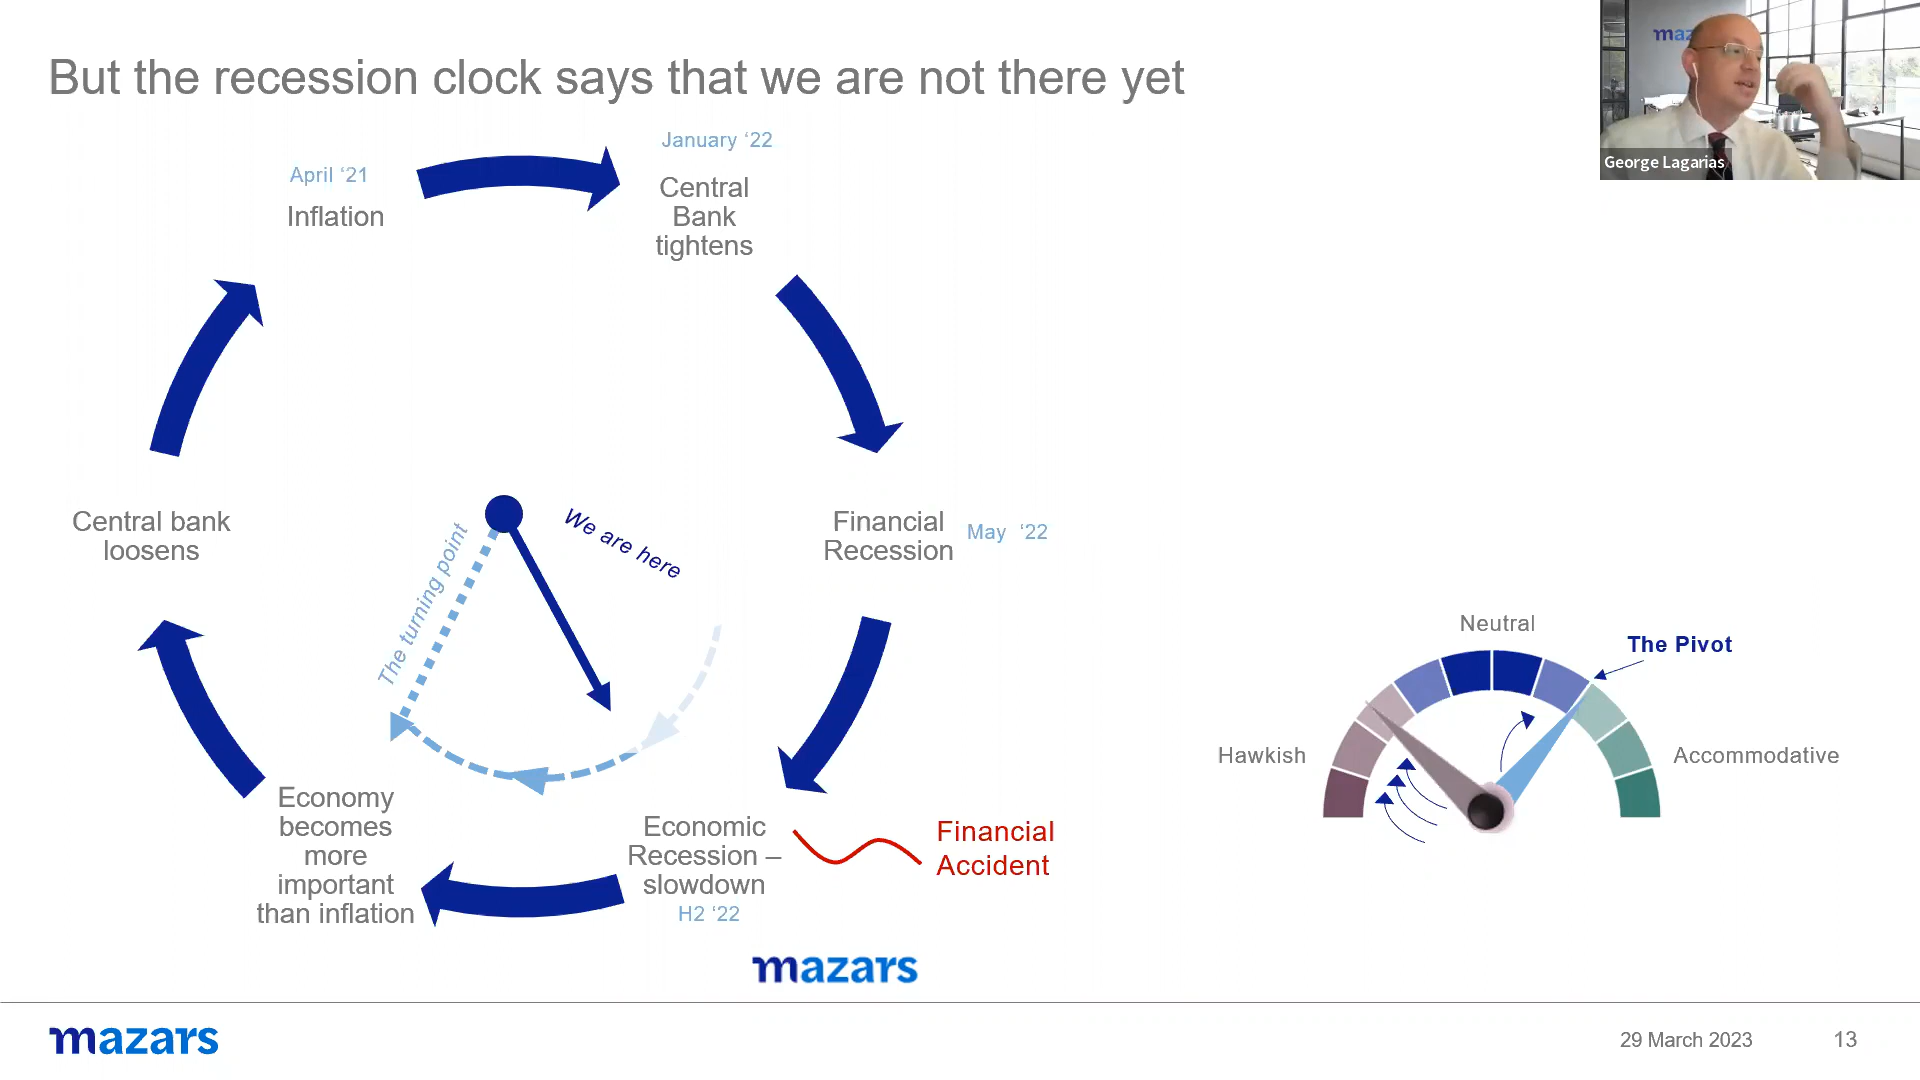 But the recession clock says that we are not there yet
maz
George Lagarias
April ‘21
Inflation
January ‘22
Central
Bank
tightens
Financial
Recession
May ‘22
Central bank
loosens
We are here
The turning point
Economy
becomes
more
important
than inflation
Economic
Recession –
slowdown
H2 ‘22
Financial
Accident
Neutral
The Pivot
Hawkish
Accommodative
mazars
mazars
29 March 2023
13